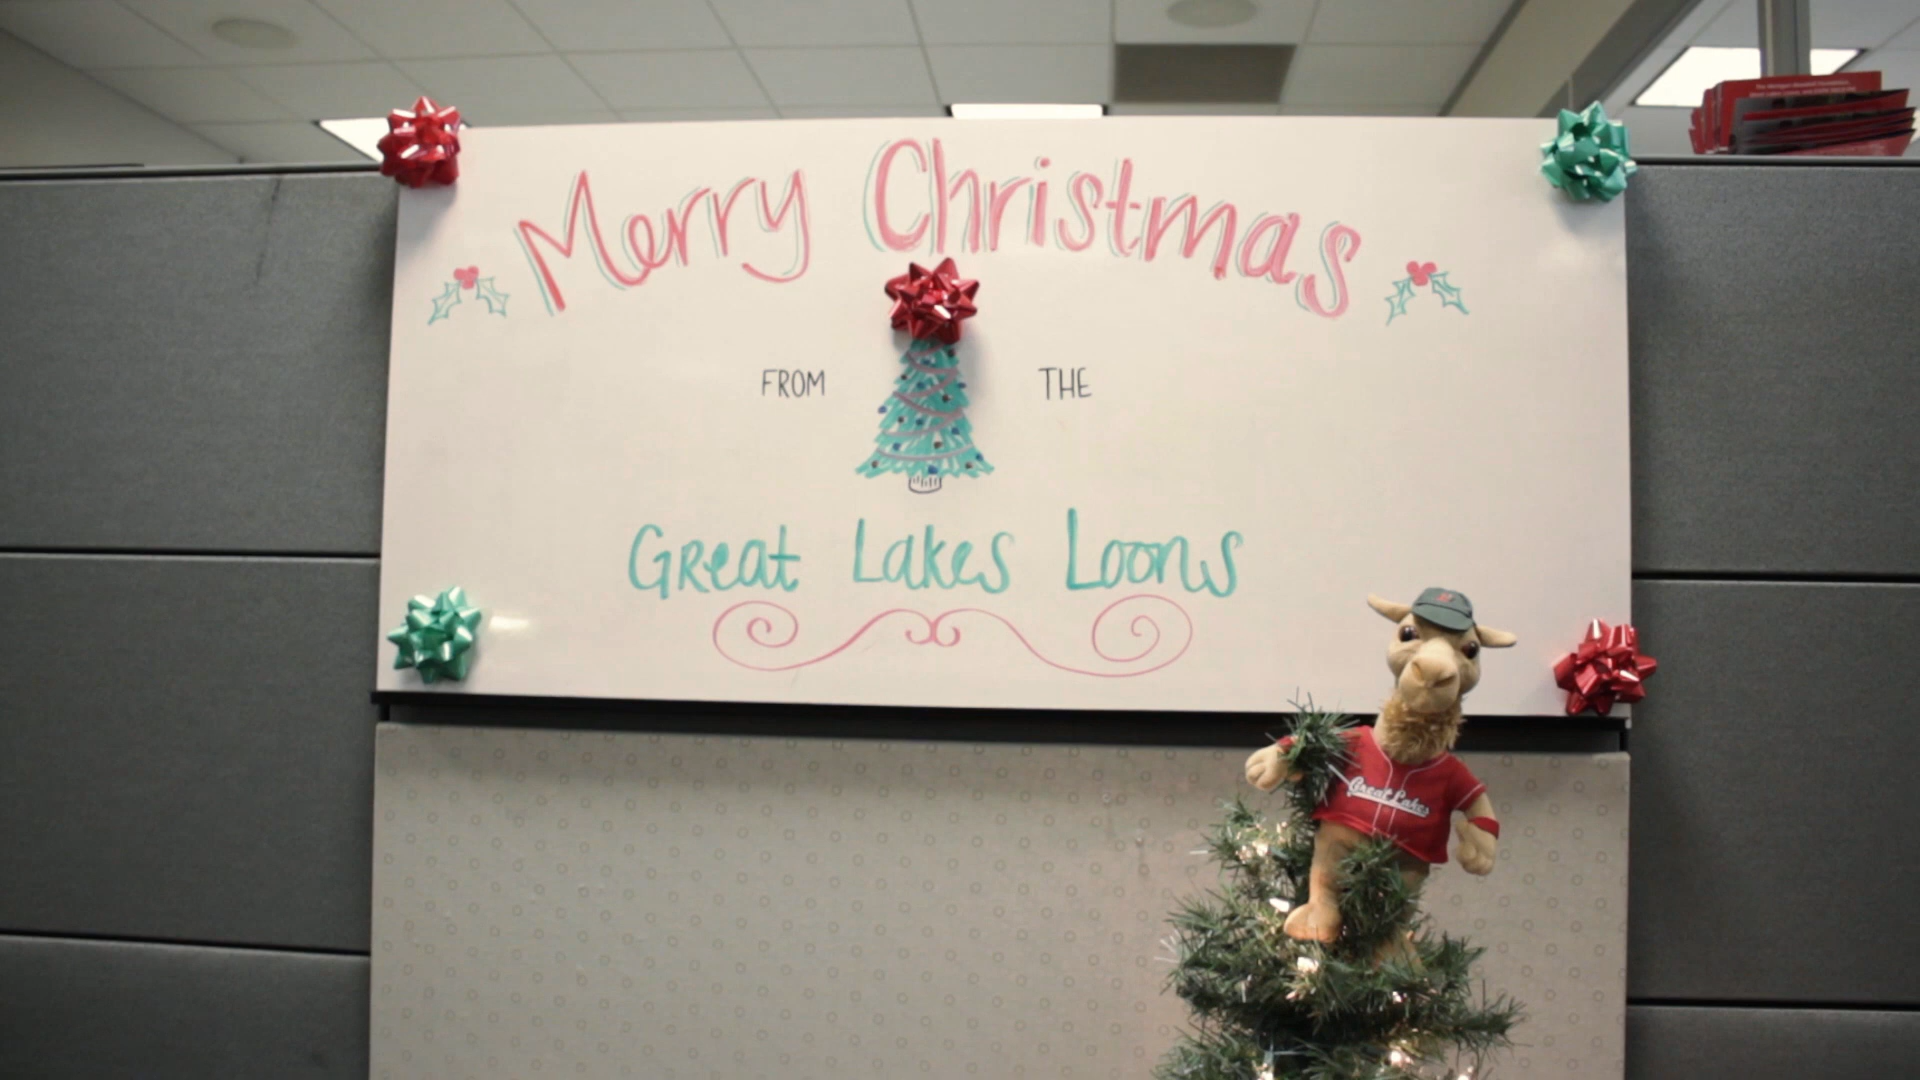 Merry Christmas
FROM THE
Great Lakes Loons
Great Lakes